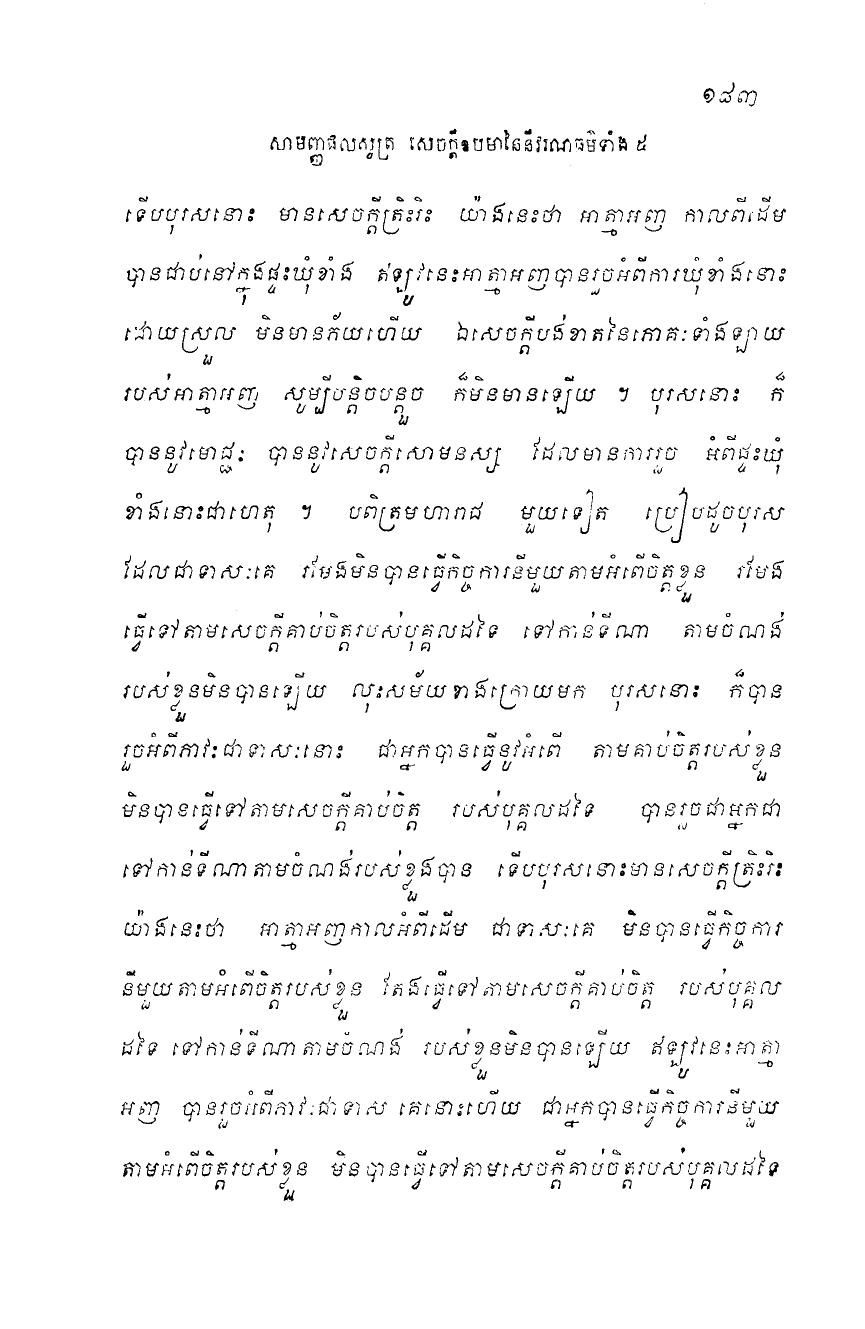 ១៨៣
សាមញ្ញផលសូត្រ សេចក្តីឧបមានៃនីវរណធម៌ទាំង ៥
ទើបបុរសនោះ មានសេចក្តីត្រិះរិះ យ៉ាងនេះថា អាត្មាអញ កាលពីដើម
បានជាប់នៅក្នុងផ្ទះឃុំខាំង ឥឡូវនេះអាត្មាអញបានរួចអំពីការឃុំខាំងនោះ
ដោយស្រួល មិនមានភ័យហើយ ឯសេចក្តីបង់ខាតនៃភោគៈទាំងឡាយ
របស់អាត្មាអញ សូម្បីបន្តិចបន្តួច ក៏មិនមានឡើយ ។ បុរសនោះ ក៏
បាននូវមោជ្ជៈ បាននូវសេចក្តីសោមនស្ស ដែលមានការរួច អំពីផ្ទះឃុំ
ខាំងនោះជាហេតុ ។ បពិត្រមហារាជ មួយទៀត ប្រៀបដូចបុរស
ដែលជាទាសៈគេ រមែងមិនបានធ្វើកិច្ចការនីមួយតាមអំពើចិត្តខ្លួន រមែង
ធ្វើទៅតាមសេចក្តីគាប់ចិត្តរបស់បុគ្គលដទៃ ទៅកាន់ទីណា តាមចំណង់
របស់ខ្លួនមិនបានឡើយ លុះសម័យខាងក្រោយមក បុរសនោះ ក៏បាន
រួចអំពីភាវៈជាទាសៈនោះ ជាអ្នកបានធ្វើនូវអំពើ តាមគាប់ចិត្តរបស់ខ្លួន
មិនបានធ្វើទៅតាមសេចក្តីគាប់ចិត្ត របស់បុគ្គលដទៃ បានរួចជាអ្នកជា
ទៅកាន់ទីណាតាមចំណង់របស់ខ្លួងបាន ទើបបុរសនោះមានសេចក្តីត្រិះរិះ
យ៉ាងនេះថា អាត្មាអញកាលអំពីដើម ជាទាសៈគេ មិនបានធ្វើកិច្ចការ
នីមួយតាមអំពើចិត្តរបស់ខ្លួន តែងធ្វើទៅតាមសេចក្តីគាប់ចិត្ត របស់បុគ្គល
ដទៃ ទៅកាន់ទីណាតាមចំណង់ របស់ខ្លួនមិនបានឡើយ ឥឡូវនេះអាត្មា
អញ បានរួចអំពីភាវៈជាទាស គេនោះហើយ ជាអ្នកបានធ្វើកិច្ចការនីមួយ
តាមអំពើចិត្តរបស់ខ្លួន មិនបានធ្វើទៅតាមសេចក្តីគាប់ចិត្តរបស់បុគ្គលដទៃ